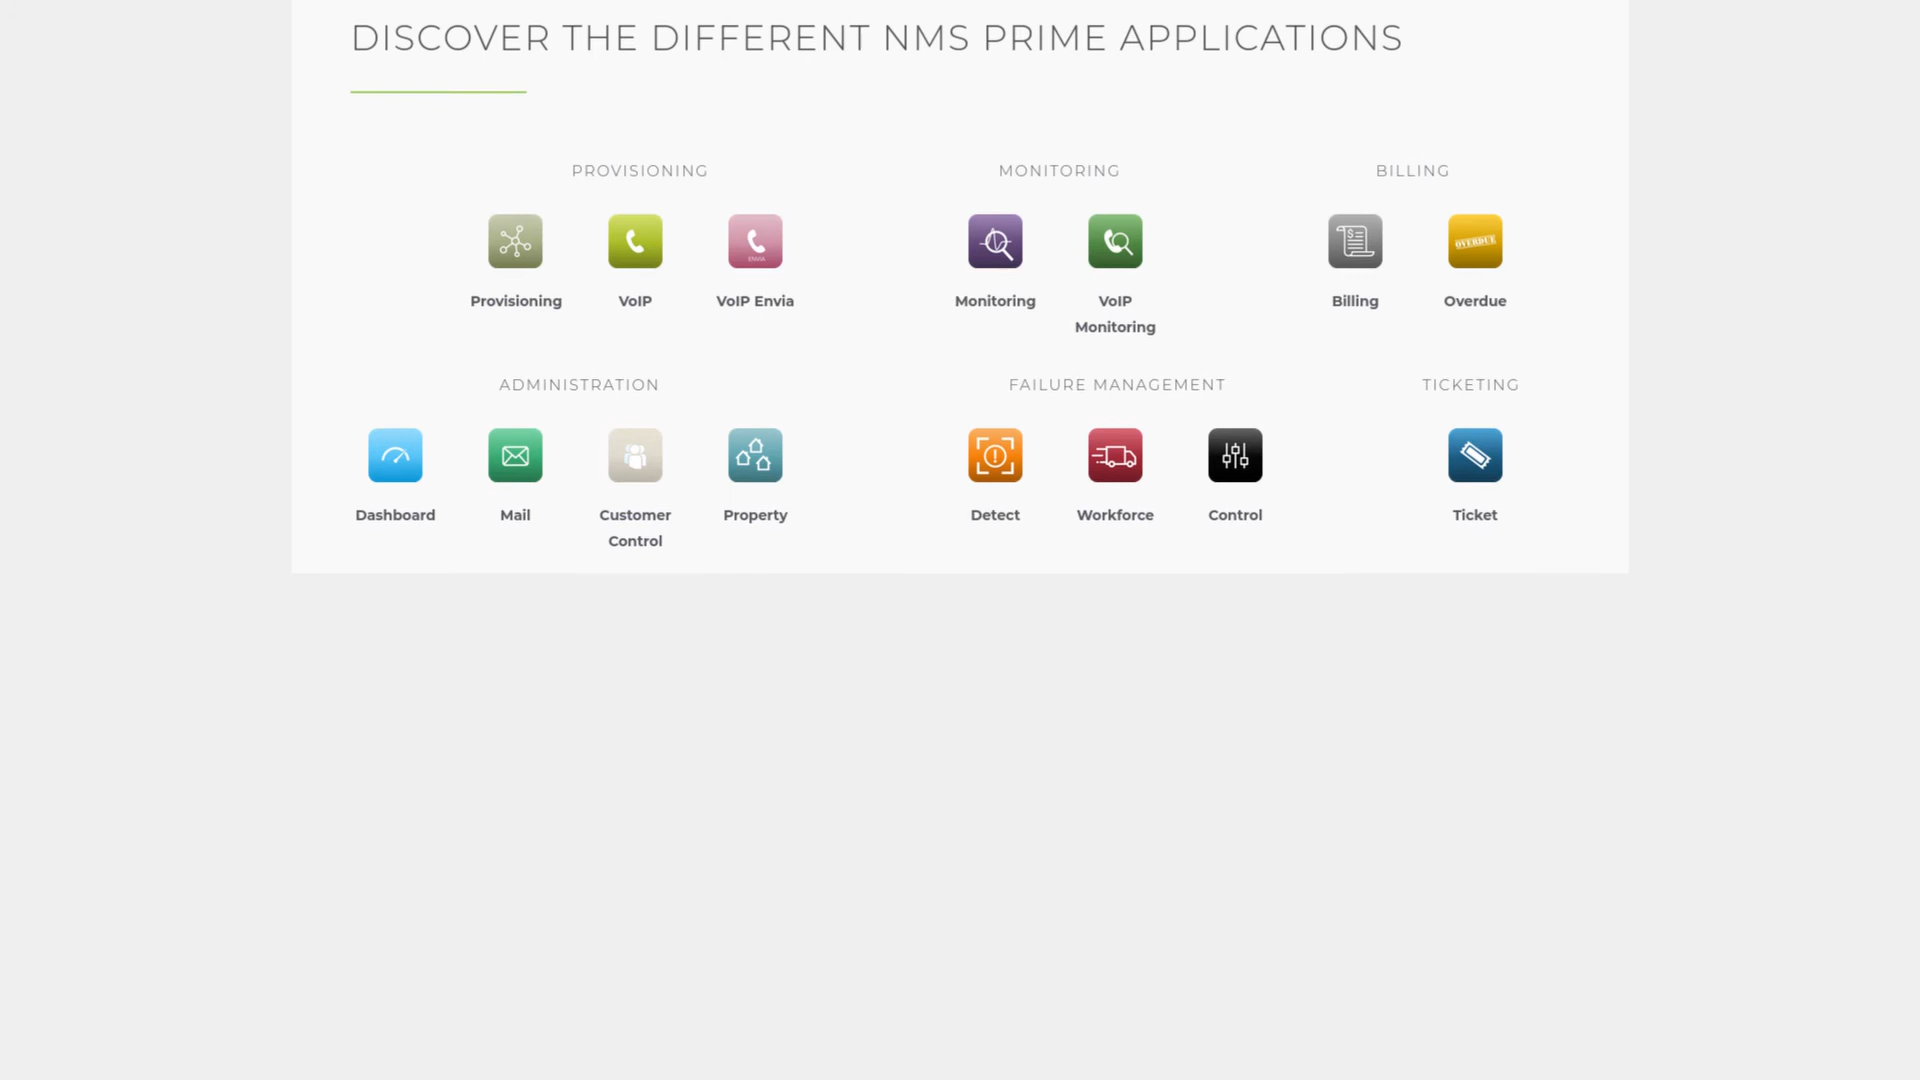 DISCOVER THE DIFFERENT NMS PRIME APPLICATIONS
PROVISIONING
ENVIA
Provisioning
VoIP
VoIP Envia
MONITORING
Monitoring
VoIP
Monitoring
BILLING
$
OVERDUE
Billing
Overdue
ADMINISTRATION
Dashboard
Mail
Customer
Control
Property
FAILURE MANAGEMENT
Detect
Workforce
Control
TICKETING
Ticket